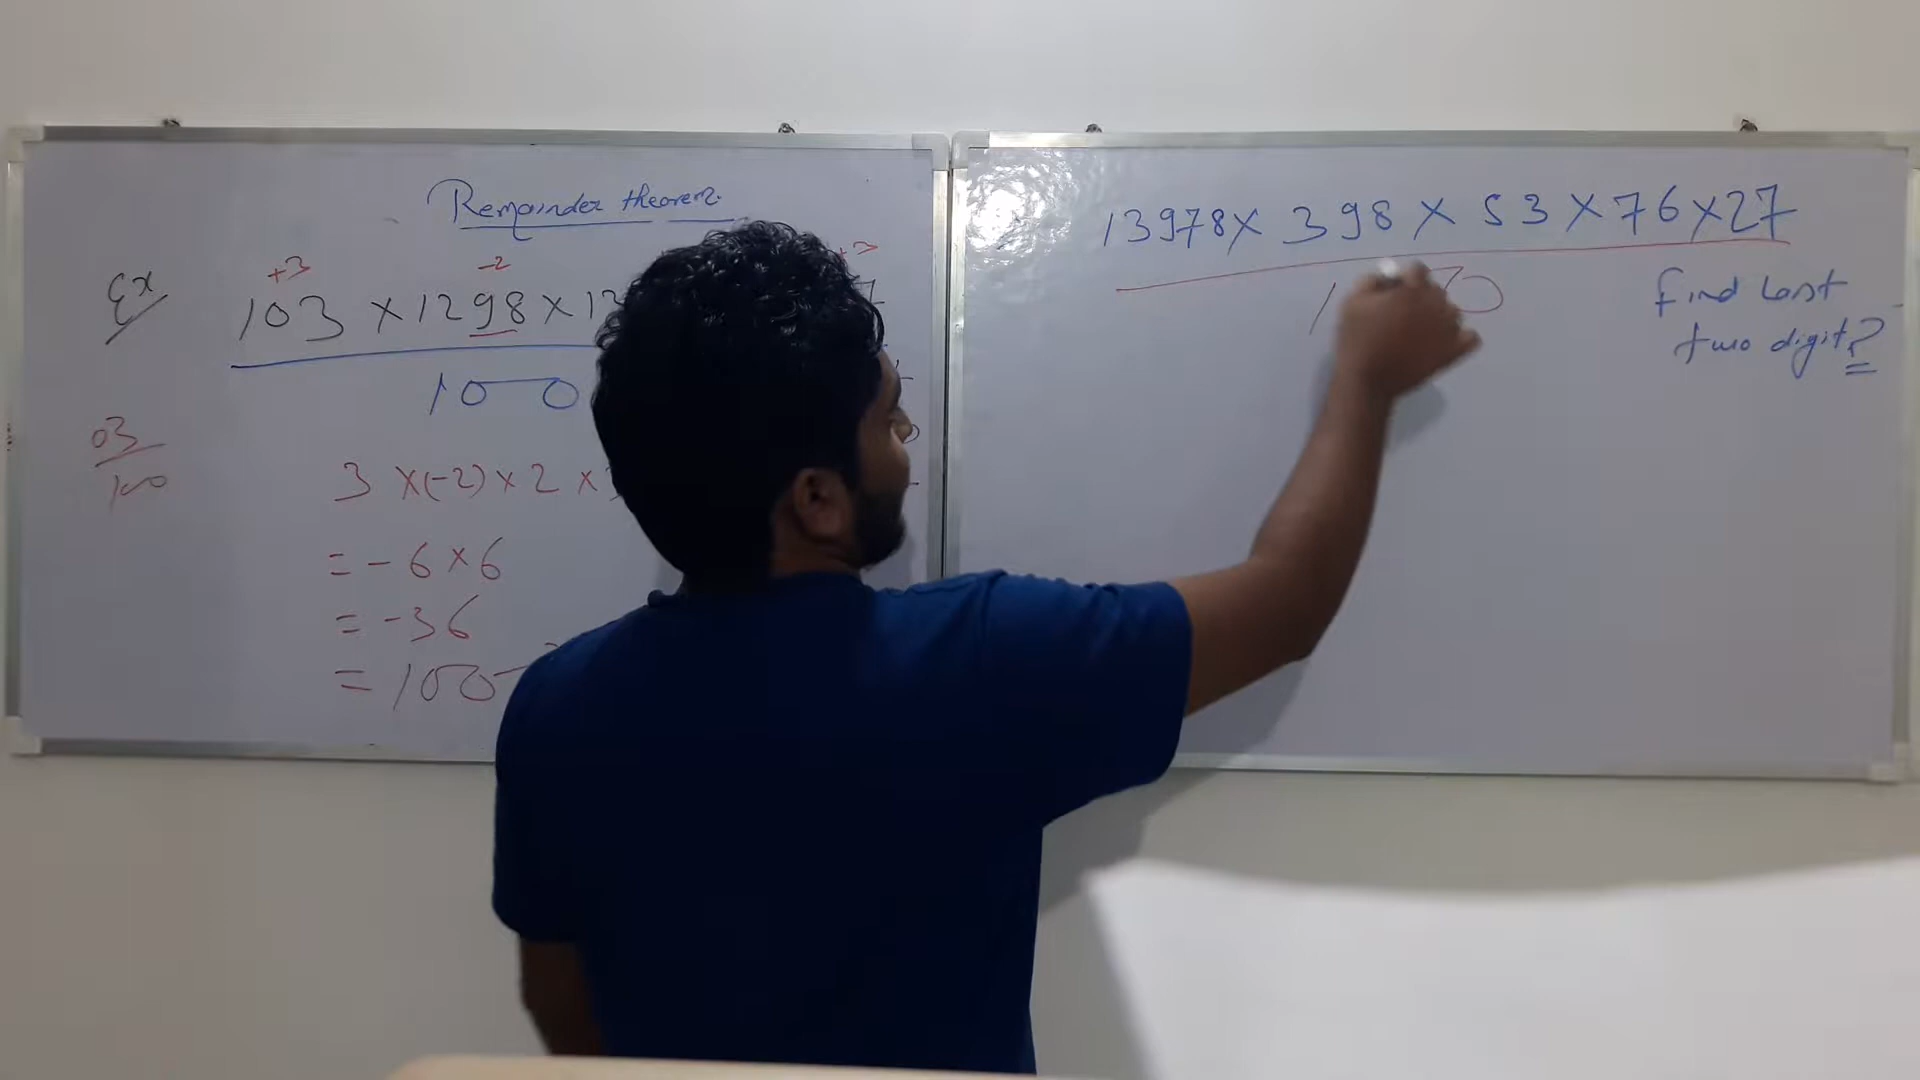 Remainder theorem
Ex
+3 -2 +3
103 × 1298 ×
100
03
100
3 ×(-2) × 2 ×
= - 6 × 6
= - 36
= 100 -
13978 × 398 × 53 × 76 × 27
find Last
two digit?